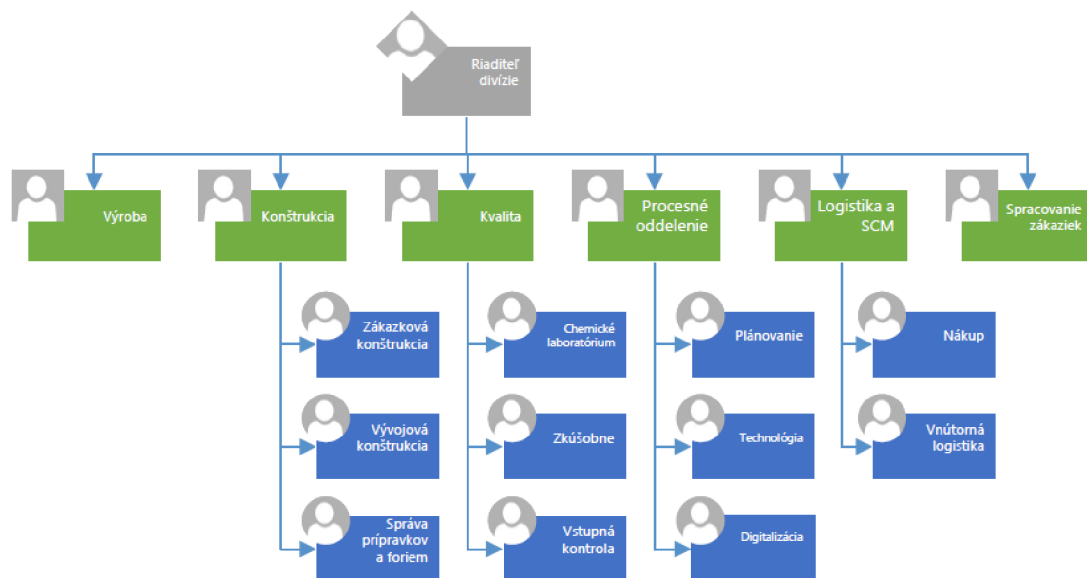 Riaditeľ
divízie
Výroba
Konštrukcia
Kvalita
Procesné
oddelenie
Logistika a
SCM
Spracovanie
zákaziek
Zákazková
konštrukcia
Chemické
laboratórium
Plánovanie
Nákup
Vývojová
konštrukcia
Zkúšobne
Technológia
Vnútorná
logistika
Správa
prípravkov
a foriem
Vstupná
kontrola
Digitalizácia